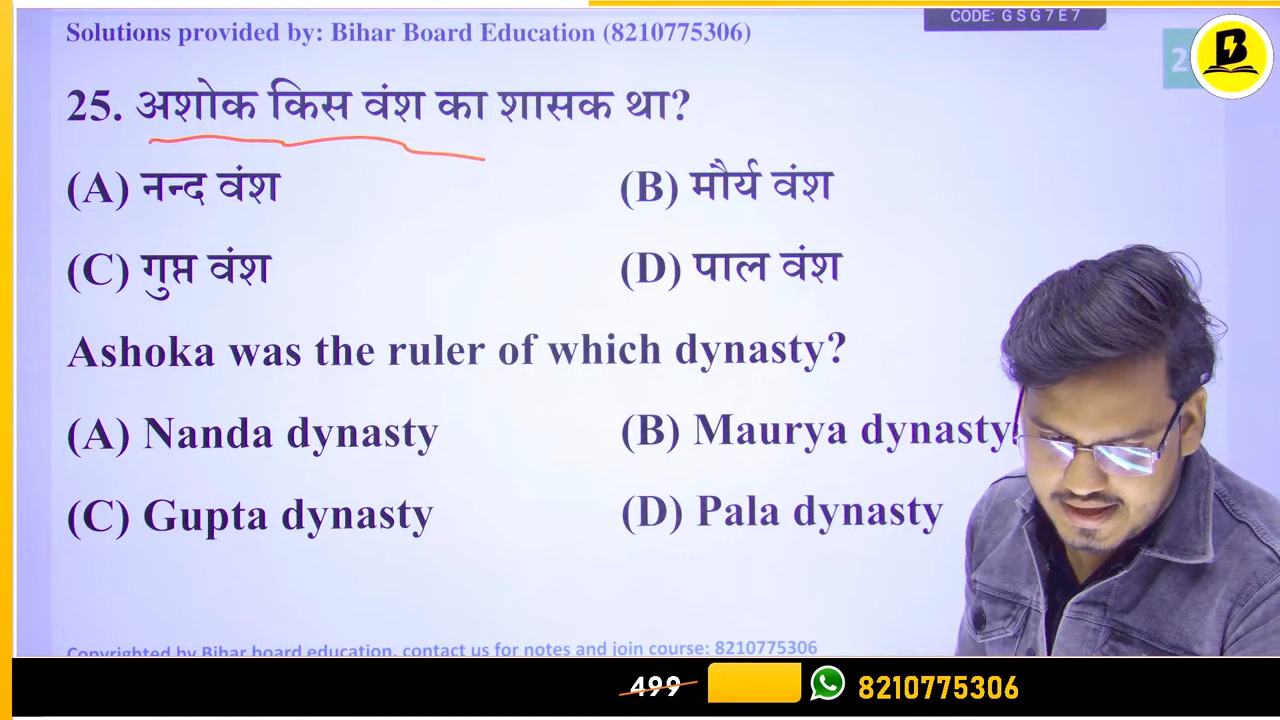 CODE: G S G 7 E 7
Solutions provided by: Bihar Board Education (8210775306)
2
B
25. अशोक किस वंश का शासक था?
(A) नन्द वंश (B) मौर्य वंश
(C) गुप्त वंश (D) पाल वंश
Ashoka was the ruler of which dynasty?
(A) Nanda dynasty (B) Maurya dynasty
(C) Gupta dynasty (D) Pala dynasty
Copyrighted by Bihar board education, contact us for notes and join course: 8210775306
499 8210775306